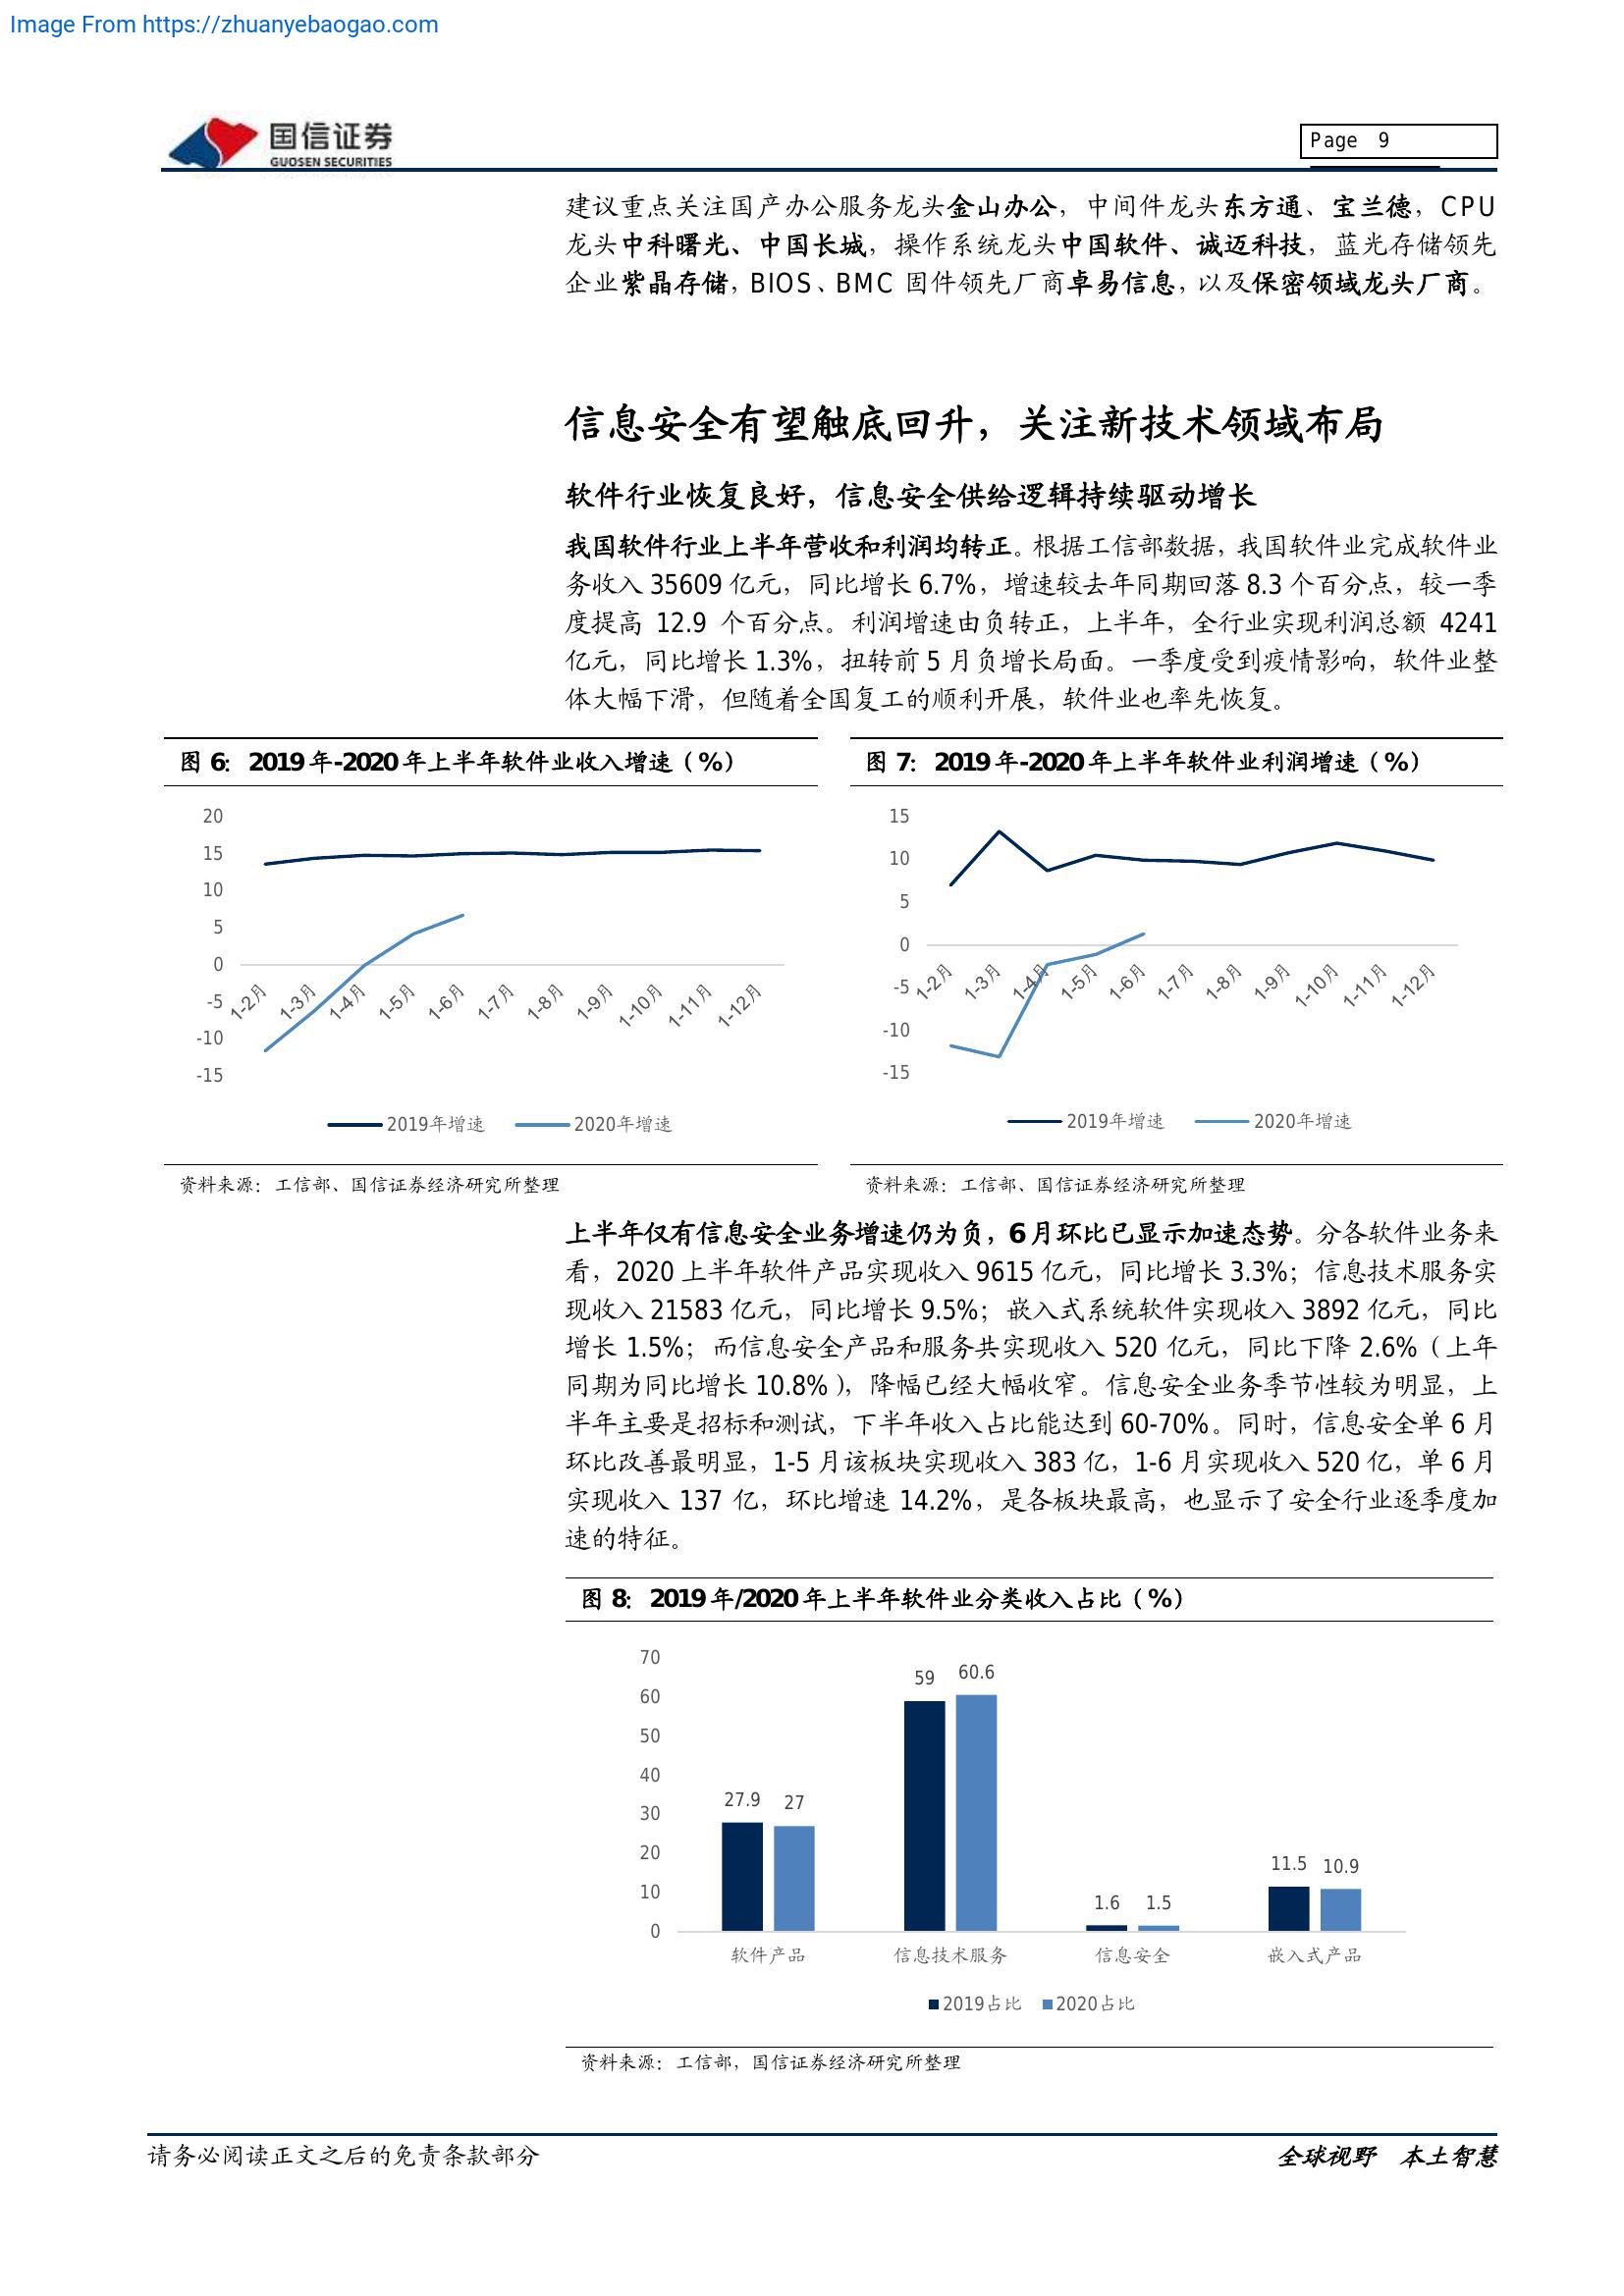 Image From https://zhuanyebaogao.com
国信证券
GUOSEN SECURITIES
Page 9
建议重点关注国产办公服务龙头金山办公，中间件龙头东方通、宝兰德，CPU
龙头中科曙光、中国长城，操作系统龙头中国软件、诚迈科技，蓝光存储领先
企业紫晶存储，BIOS、BMC 固件领先厂商卓易信息，以及保密领域龙头厂商。
信息安全有望触底回升，关注新技术领域布局
软件行业恢复良好，信息安全供给逻辑持续驱动增长
我国软件行业上半年营收和利润均转正。根据工信部数据，我国软件业完成软件业
务收入 35609 亿元，同比增长 6.7%，增速较去年同期回落 8.3 个百分点，较一季
度提高 12.9 个百分点。利润增速由负转正，上半年，全行业实现利润总额 4241
亿元，同比增长 1.3%，扭转前 5 月负增长局面。一季度受到疫情影响，软件业整
体大幅下滑，但随着全国复工的顺利开展，软件业也率先恢复。
图 6： 2019 年-2020 年上半年软件业收入增速（%）
20
15
10
5
0
-5
-10
-15
1-2月 1-3月 1-4月 1-5月 1-6月 1-7月 1-8月 1-9月 1-10月 1-11月 1-12月
2019年增速 2020年增速
资料来源：工信部、国信证券经济研究所整理
图 7： 2019 年-2020 年上半年软件业利润增速（%）
15
10
5
0
-5
-10
-15
1-2月 1-3月 1-4月 1-5月 1-6月 1-7月 1-8月 1-9月 1-10月 1-11月 1-12月
2019年增速 2020年增速
资料来源：工信部、国信证券经济研究所整理
上半年仅有信息安全业务增速仍为负，6 月环比已显示加速态势。分各软件业务来
看，2020 上半年软件产品实现收入 9615 亿元，同比增长 3.3%；信息技术服务实
现收入 21583 亿元，同比增长 9.5%；嵌入式系统软件实现收入 3892 亿元，同比
增长 1.5%；而信息安全产品和服务共实现收入 520 亿元，同比下降 2.6%（上年
同期为同比增长 10.8%），降幅已经大幅收窄。信息安全业务季节性较为明显，上
半年主要是招标和测试，下半年收入占比能达到 60-70%。同时，信息安全单 6 月
环比改善最明显，1-5 月该板块实现收入 383 亿，1-6 月实现收入 520 亿，单 6 月
实现收入 137 亿，环比增速 14.2%，是各板块最高，也显示了安全行业逐季度加
速的特征。
图 8： 2019 年/2020 年上半年软件业分类收入占比（%）
70
60
50
40
30
20
10
0
27.9 27
59 60.6
1.6 1.5
11.5 10.9
软件产品 信息技术服务 信息安全 嵌入式产品
2019占比 2020占比
资料来源：工信部，国信证券经济研究所整理
请务必阅读正文之后的免责条款部分
全球视野 本土智慧